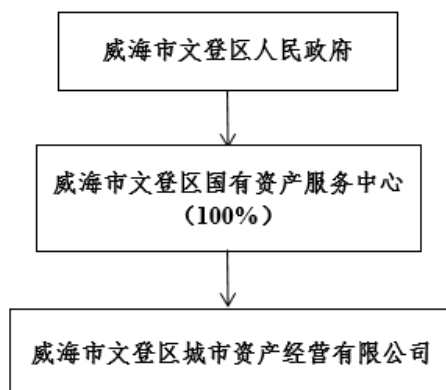 威海市文登区人民政府
威海市文登区国有资产服务中心
（100%）
威海市文登区城市资产经营有限公司